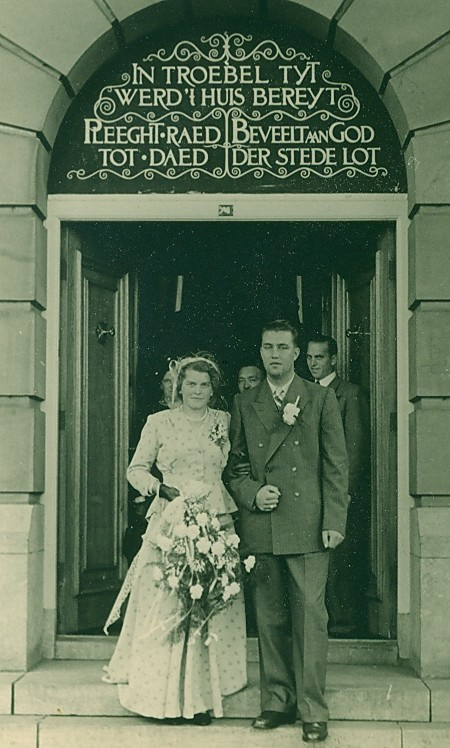 IN TROEBEL TYT
WERD'T HUIS BEREYT
PLEEGHT·RAED BEVEELT AAN GOD
TOT·DAED DER STEDE LOT